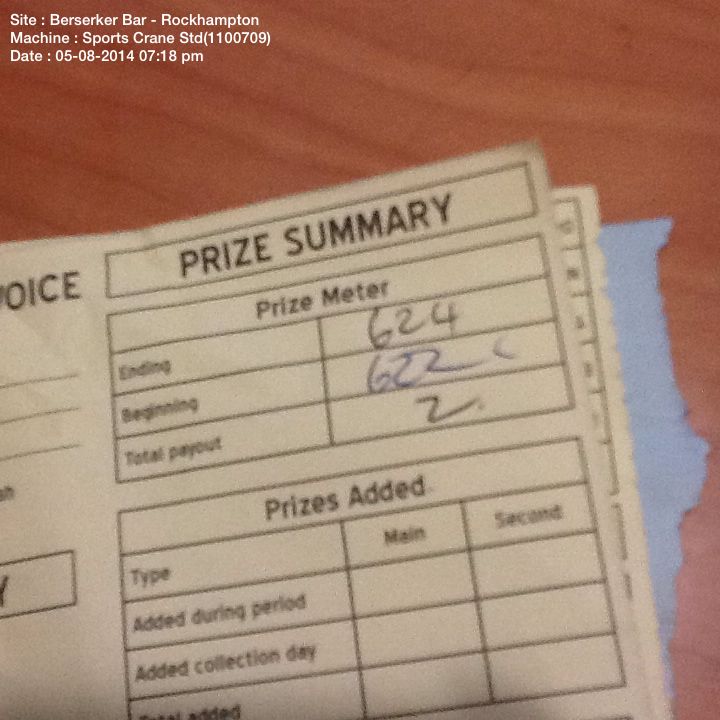 Site : Berserker Bar - Rockhampton
Machine : Sports Crane Std(1100709)
Date : 05-08-2014 07:18 pm
PRIZE SUMMARY
OICE
Prize Meter
Ending 624
Beginning 622
Total payout 2.
Prizes Added
Type Main Second
Added during period
Added collection day
Total added
Y